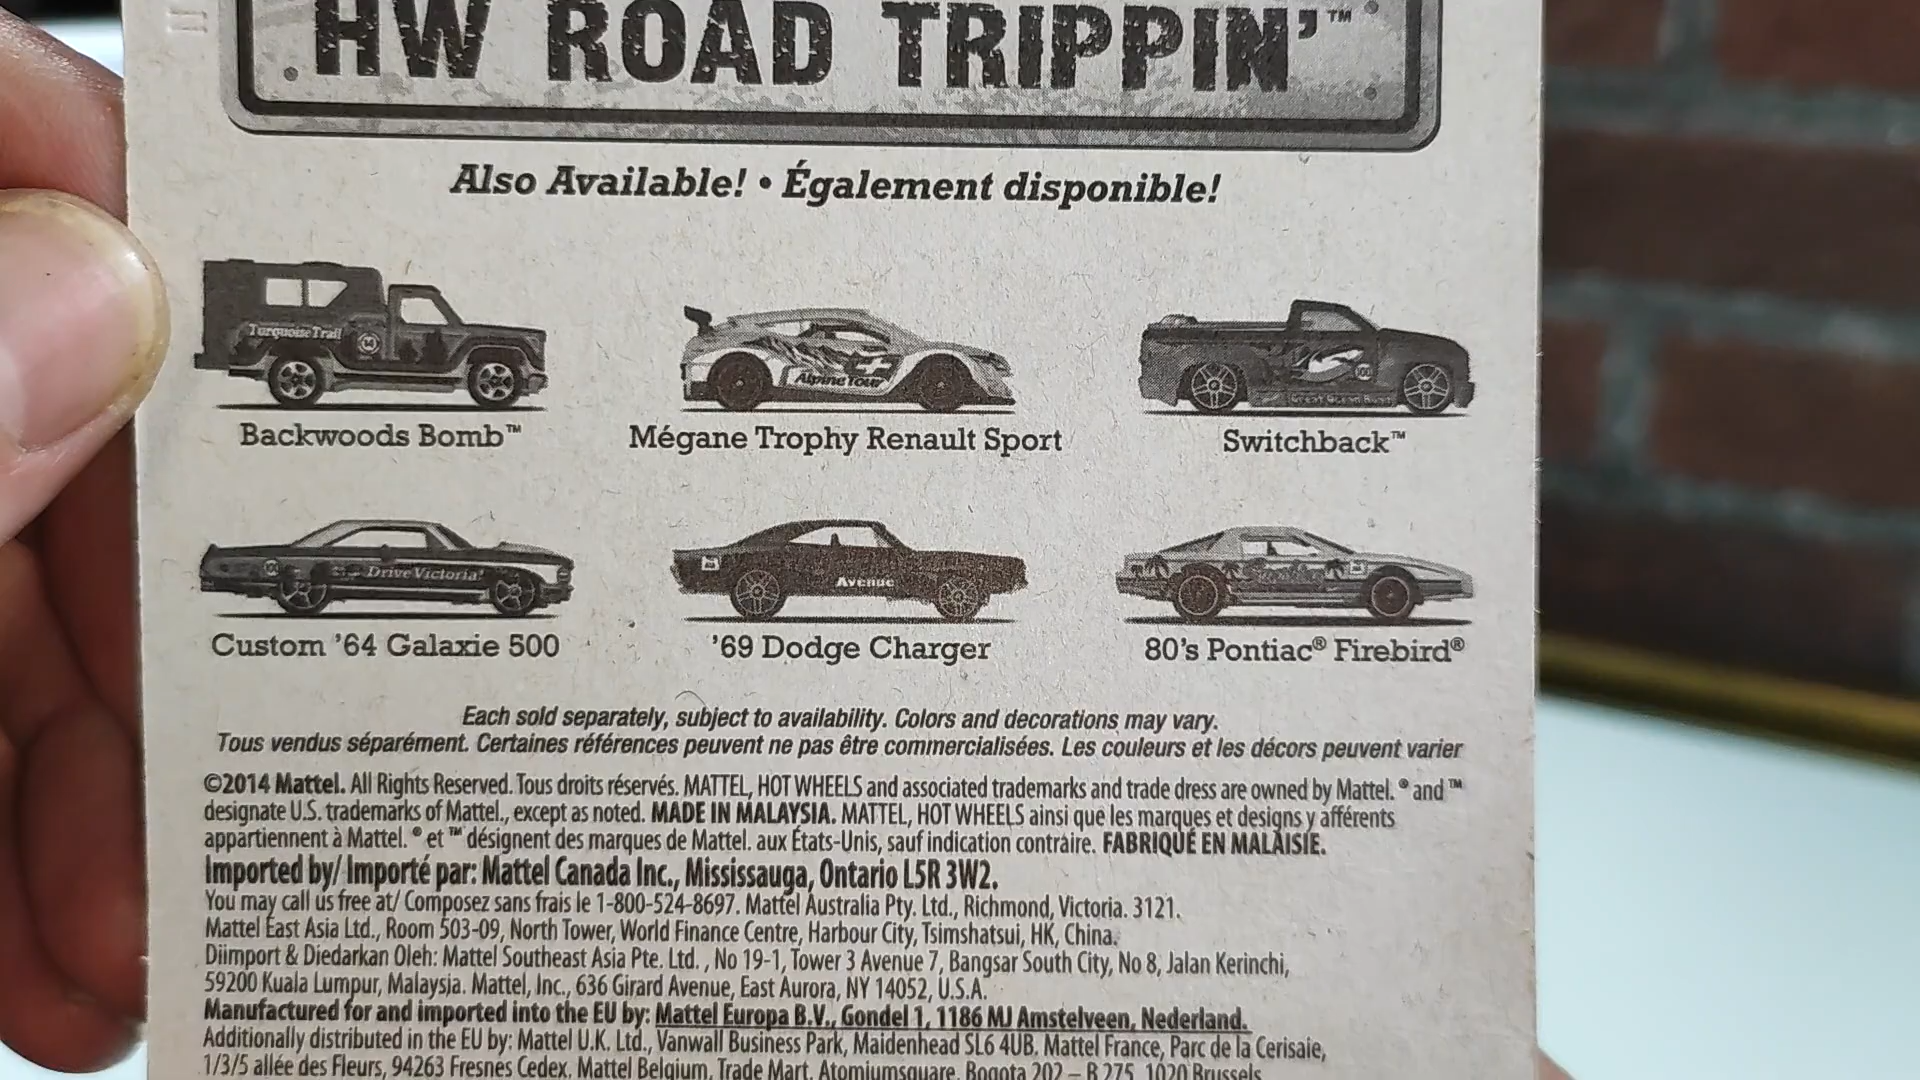 HW ROAD TRIPPIN'™
Also Available! • Également disponible!
Turquoise Trail
14
Alpine Tour
Backwoods Bomb™
Mégane Trophy Renault Sport
Switchback™
Drive Victoria!
Avenue
Custom '64 Galaxie 500
'69 Dodge Charger
80's Pontiac® Firebird®
Each sold separately, subject to availability. Colors and decorations may vary.
Tous vendus séparément. Certaines références peuvent ne pas être commercialisées. Les couleurs et les décors peuvent varier
©2014 Mattel. All Rights Reserved. Tous droits réservés. MATTEL, HOT WHEELS and associated trademarks and trade dress are owned by Mattel. ® and ™
designate U.S. trademarks of Mattel., except as noted. MADE IN MALAYSIA. MATTEL, HOT WHEELS ainsi que les marques et designs y afférents
appartiennent à Mattel. ® et ™ désignent des marques de Mattel. aux États-Unis, sauf indication contraire. FABRIQUÉ EN MALAISIE.
Imported by/ Importé par: Mattel Canada Inc., Mississauga, Ontario L5R 3W2.
You may call us free at/ Composez sans frais le 1-800-524-8697. Mattel Australia Pty. Ltd., Richmond, Victoria. 3121.
Mattel East Asia Ltd., Room 503-09, North Tower, World Finance Centre, Harbour City, Tsimshatsui, HK, China.
Diimport & Diedarkan Oleh: Mattel Southeast Asia Pte. Ltd. , No 19-1, Tower 3 Avenue 7, Bangsar South City, No 8, Jalan Kerinchi,
59200 Kuala Lumpur, Malaysia. Mattel, Inc., 636 Girard Avenue, East Aurora, NY 14052, U.S.A.
Manufactured for and imported into the EU by: Mattel Europa B.V., Gondel 1, 1186 MJ Amstelveen, Nederland.
Additionally distributed in the EU by: Mattel U.K. Ltd., Vanwall Business Park, Maidenhead SL6 4UB. Mattel France, Parc de la Cerisaie,
1/3/5 allée des Fleurs, 94263 Fresnes Cedex. Mattel Belgium, Trade Mart, Atomiumsquare, Bogota 202 – B 275, 1020 Brussels